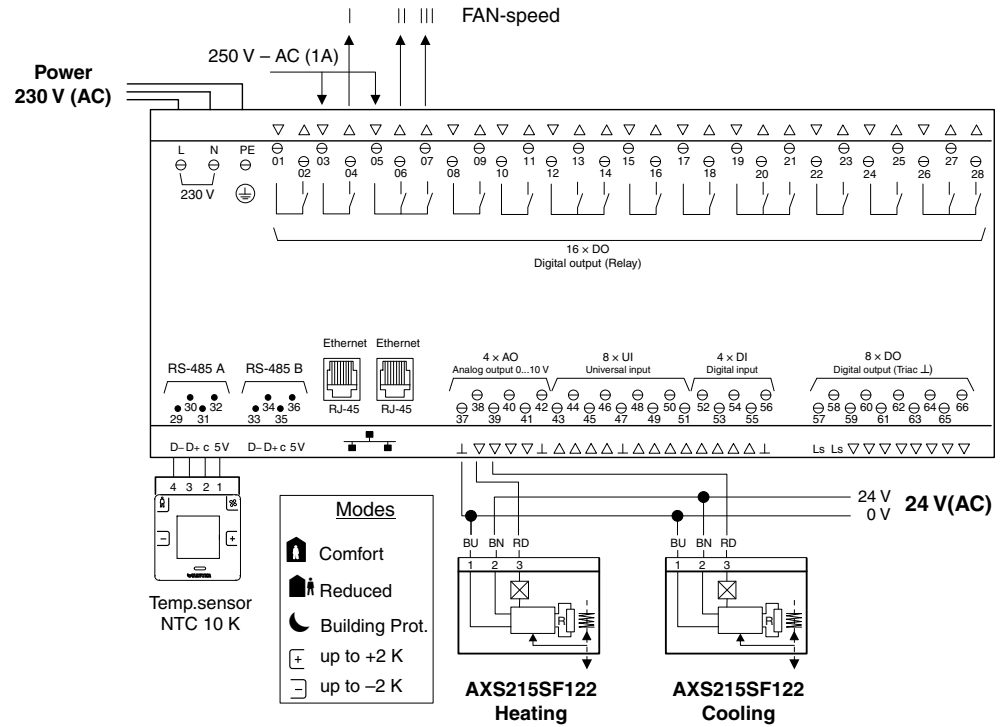 I II III FAN-speed
250 V – AC (1A)
Power
230 V (AC)
L N PE
01 03 05 07 09 11 13 15 17 19 21 23 25 27
02 04 06 08 10 12 14 16 18 20 22 24 26 28
230 V
16 × DO
Digital output (Relay)
Ethernet Ethernet
RS-485 A RS-485 B
RJ-45 RJ-45
4 × AO
Analog output 0...10 V
8 × UI
Universal input
4 × DI
Digital input
8 × DO
Digital output (Triac ⊥)
30 32 34 36
29 31 33 35
38 40 42 44 46 48 50 52 54 56 58 60 62 64 66
37 39 41 43 45 47 49 51 53 55 57 59 61 63 65
D– D+ c 5V D– D+ c 5V
Ls Ls
4 3 2 1
Temp.sensor
NTC 10 K
Modes
Comfort
Reduced
Building Prot.
+ up to +2 K
– up to –2 K
24 V
0 V
24 V(AC)
BU BN RD
1 2 3
R
AXS215SF122
Heating
BU BN RD
1 2 3
R
AXS215SF122
Cooling